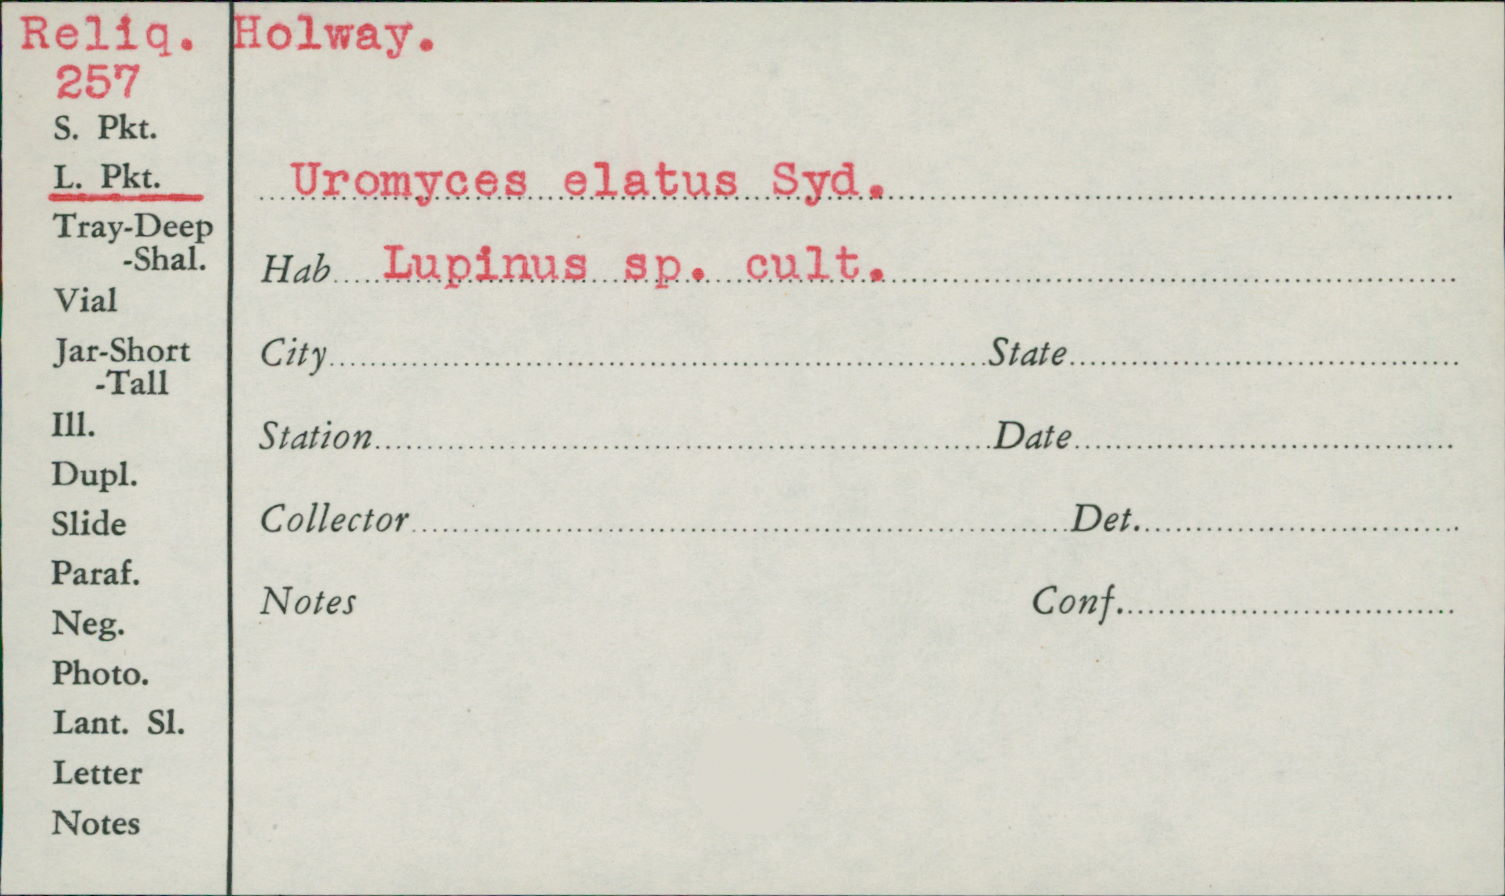 Reliq. Holway.
257
S. Pkt.
L. Pkt.
Uromyces elatus Syd.
Tray-Deep
-Shal.
Hab Lupinus sp. cult.
Vial
Jar-Short
-Tall
City State
Ill.
Station Date
Dupl.
Slide
Collector Det.
Paraf.
Notes Conf.
Neg.
Photo.
Lant. Sl.
Letter
Notes